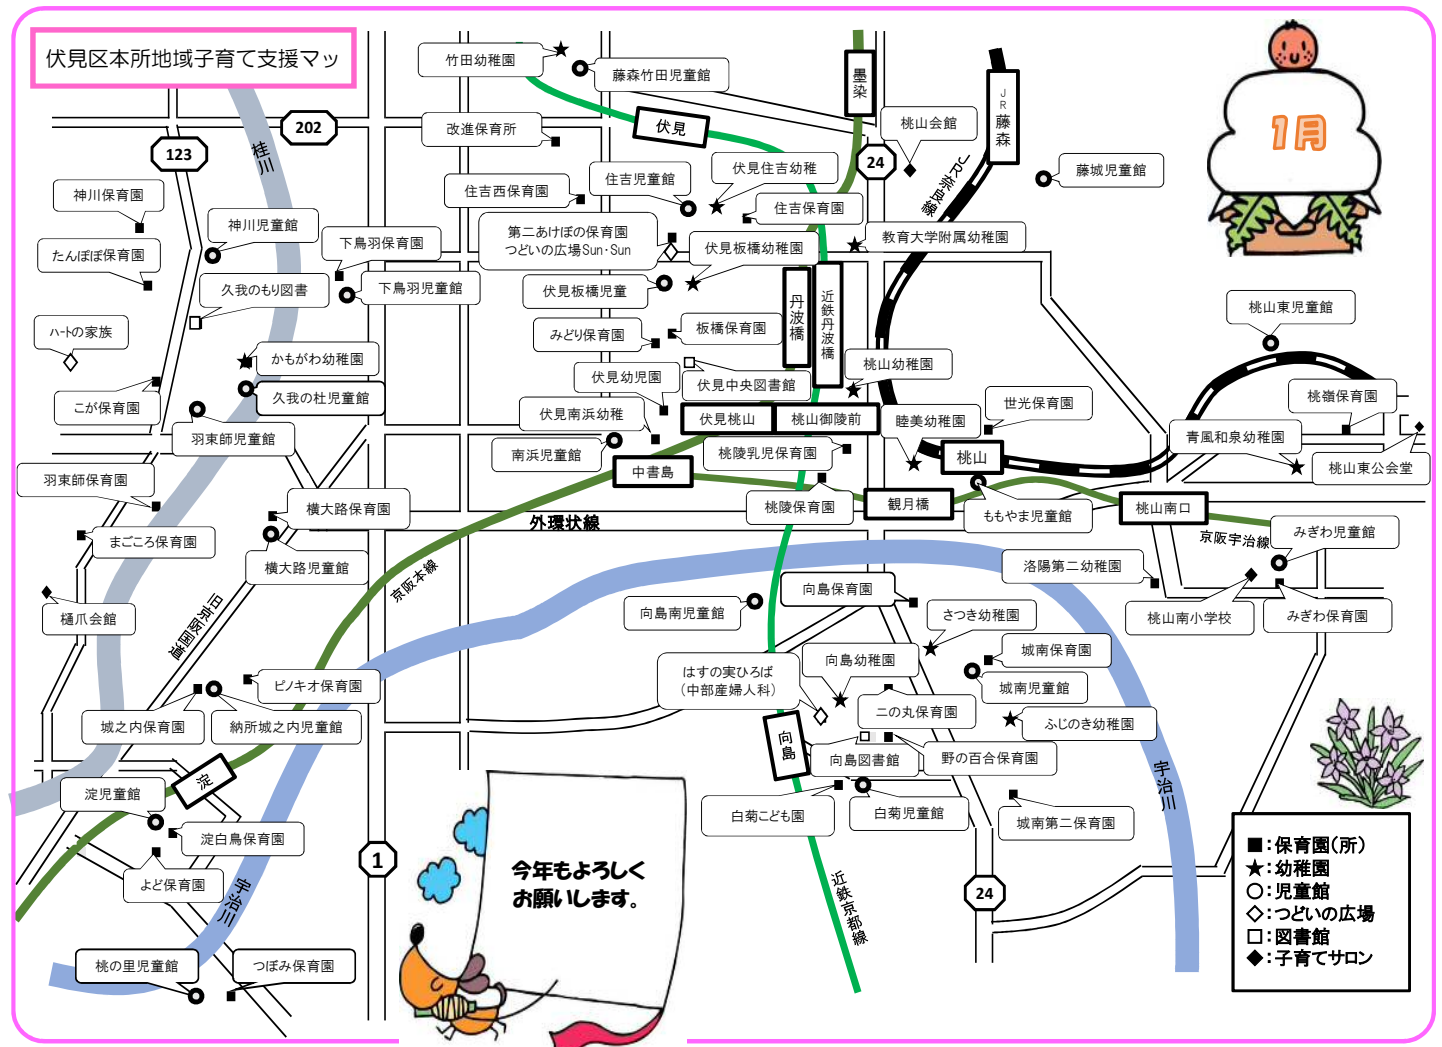 伏見区本所地域子育て支援マッ
1月
竹田幼稚園
藤森竹田児童館
墨染
JR藤森
202
123
伏見
改進保育所
桃山会館
24
JR奈良線
藤城児童館
桂川
神川保育園
神川児童館
住吉西保育園
住吉児童館
伏見住吉幼稚
住吉保育園
たんぽぽ保育園
下鳥羽保育園
第二あけぼの保育園
つどいの広場Sun・Sun
伏見板橋幼稚園
教育大学附属幼稚園
久我のもり図書
下鳥羽児童館
伏見板橋児童
丹波橋
近鉄丹波橋
桃山東児童館
ハートの家族
みどり保育園
板橋保育園
かもがわ幼稚園
伏見幼児園
伏見中央図書館
桃山幼稚園
こが保育園
久我の杜児童館
伏見南浜幼稚
伏見桃山
桃山御陵前
睦美幼稚園
世光保育園
桃嶺保育園
羽束師児童館
南浜児童館
桃陵乳児保育園
桃山
青風和泉幼稚園
桃山東公会堂
羽束師保育園
中書島
横大路保育園
桃陵保育園
観月橋
ももやま児童館
桃山南口
外環状線
まごころ保育園
横大路児童館
京阪本線
京阪宇治線
みぎわ児童館
洛陽第二幼稚園
樋爪会館
旧京阪国道
向島南児童館
向島保育園
さつき幼稚園
桃山南小学校
みぎわ保育園
はすの実ひろば
(中部産婦人科)
向島幼稚園
城南保育園
ピノキオ保育園
城南児童館
城之内保育園
納所城之内児童館
二の丸保育園
ふじのき幼稚園
向島
向島図書館
野の百合保育園
宇治川
淀
淀児童館
白菊こども園
白菊児童館
城南第二保育園
淀白鳥保育園
よど保育園
1
今年もよろしく
お願いします。
宇治川
近鉄京都線
24
桃の里児童館
つぼみ保育園
■:保育園(所)
★:幼稚園
○:児童館
◇:つどいの広場
□:図書館
◆:子育てサロン